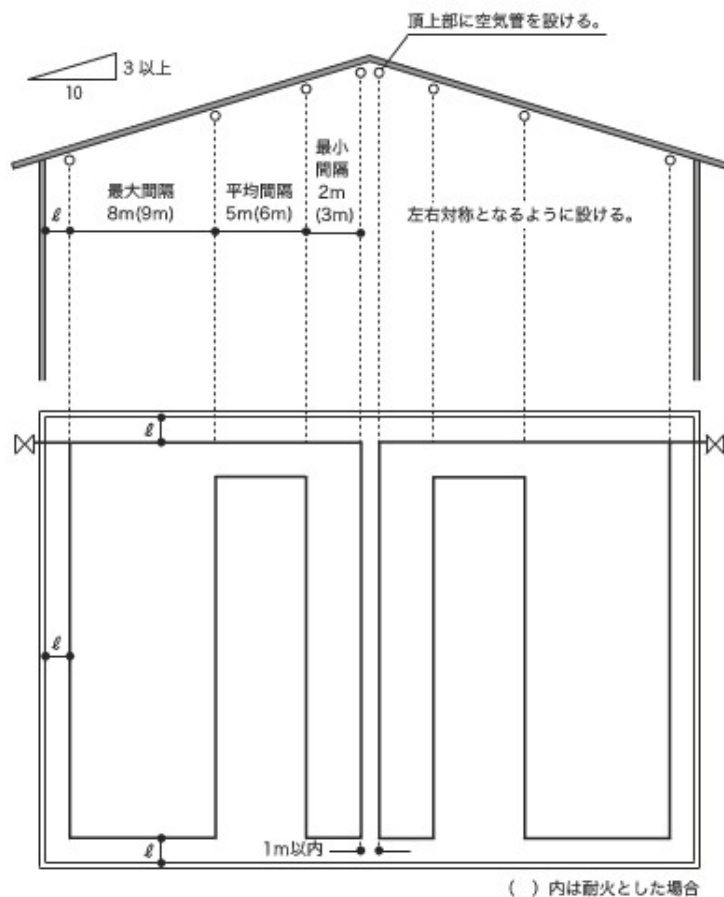 頂上部に空気管を設ける。
3 以上
10
最小
間隔
2m
(3m)
最大間隔
8m(9m)
平均間隔
5m(6m)
ℓ
左右対称となるように設ける。
ℓ
ℓ
ℓ
1m以内
(　)内は耐火とした場合